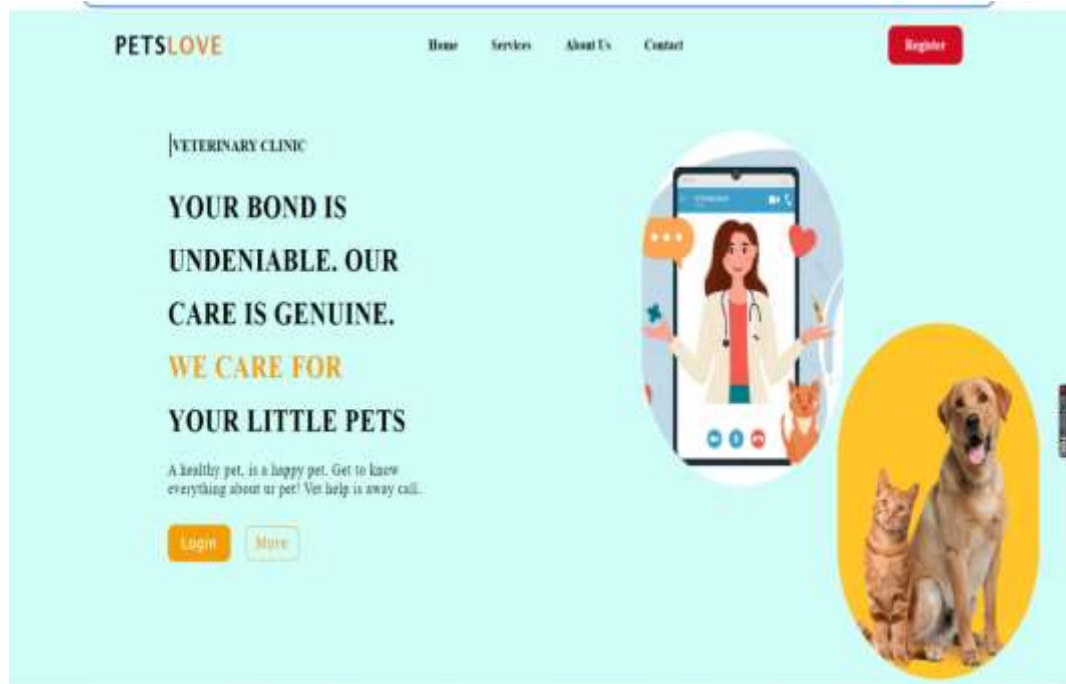 PETSLOVE
Home Services About Us Contact Register
VETERINARY CLINIC
YOUR BOND IS
UNDENIABLE. OUR
CARE IS GENUINE.
WE CARE FOR
YOUR LITTLE PETS
A healthy pet, is a happy pet. Get to know
everything about ur pet! Vet help is away call.
Login More